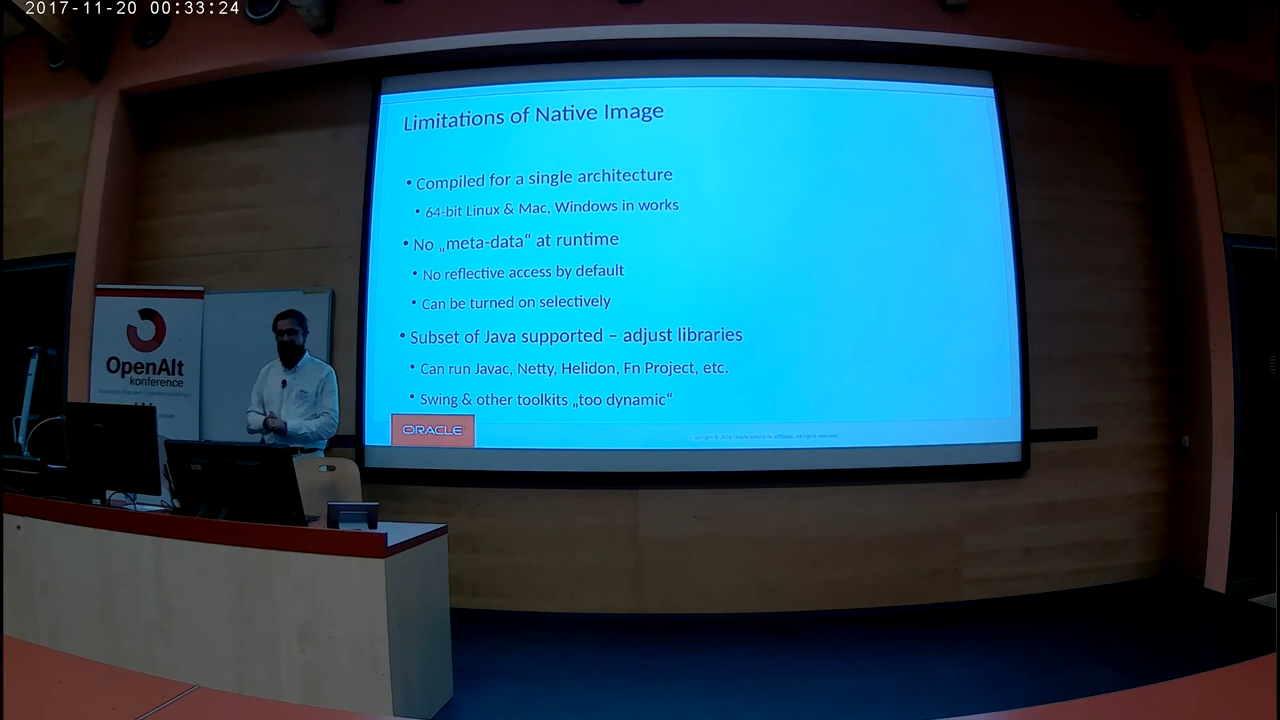 2017-11-20 00:33:24
Limitations of Native Image
• Compiled for a single architecture
• 64-bit Linux & Mac, Windows in works
• No „meta-data“ at runtime
• No reflective access by default
• Can be turned on selectively
• Subset of Java supported – adjust libraries
• Can run Javac, Netty, Helidon, Fn Project, etc.
• Swing & other toolkits „too dynamic“
ORACLE
OpenAlt
konference